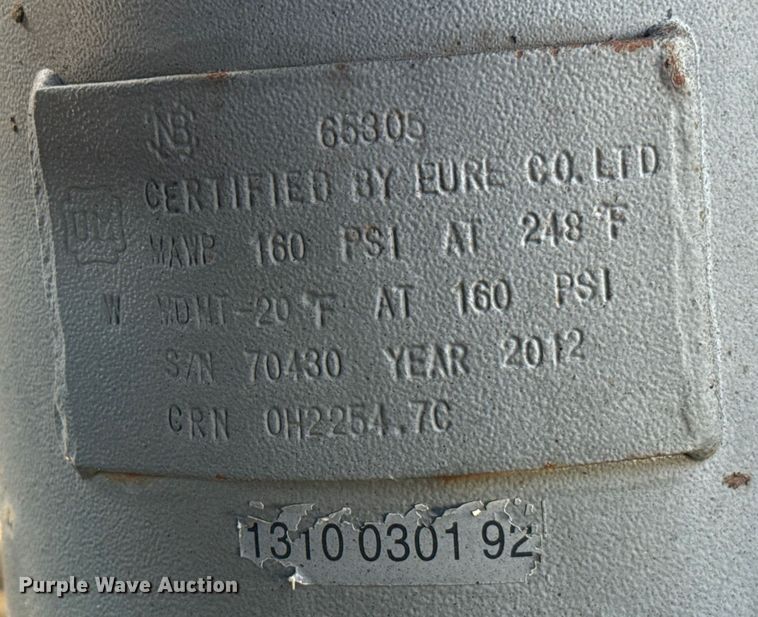 NB 65305
CERTIFIED BY EURE CO. LTD
UM
MAWP 160 PSI AT 248 °F
W MDMT-20 °F AT 160 PSI
S/N 70430 YEAR 2012
CRN 0H2254.7C
1310 0301 92
Purple Wave Auction